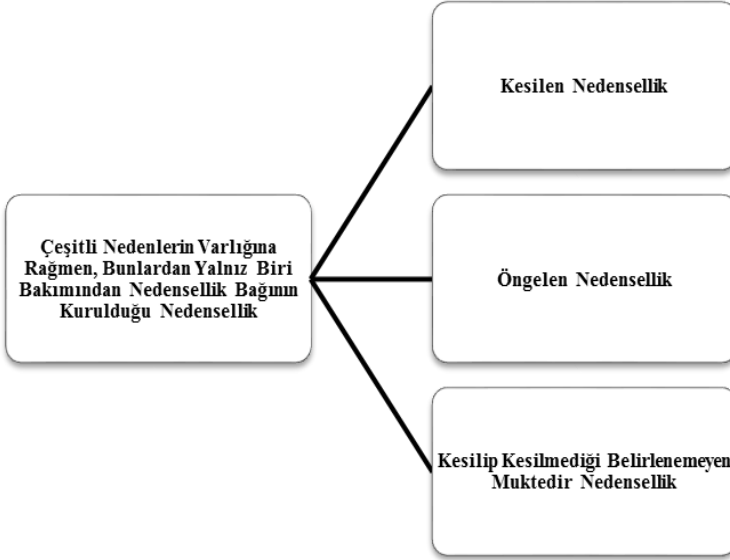 Çeşitli Nedenlerin Varlığına
Rağmen, Bunlardan Yalnız Biri
Bakımından Nedensellik Bağının
Kurulduğu Nedensellik
Kesilen Nedensellik
Öngelen Nedensellik
Kesilip Kesilmediği Belirlenemeyen
Muktedir Nedensellik